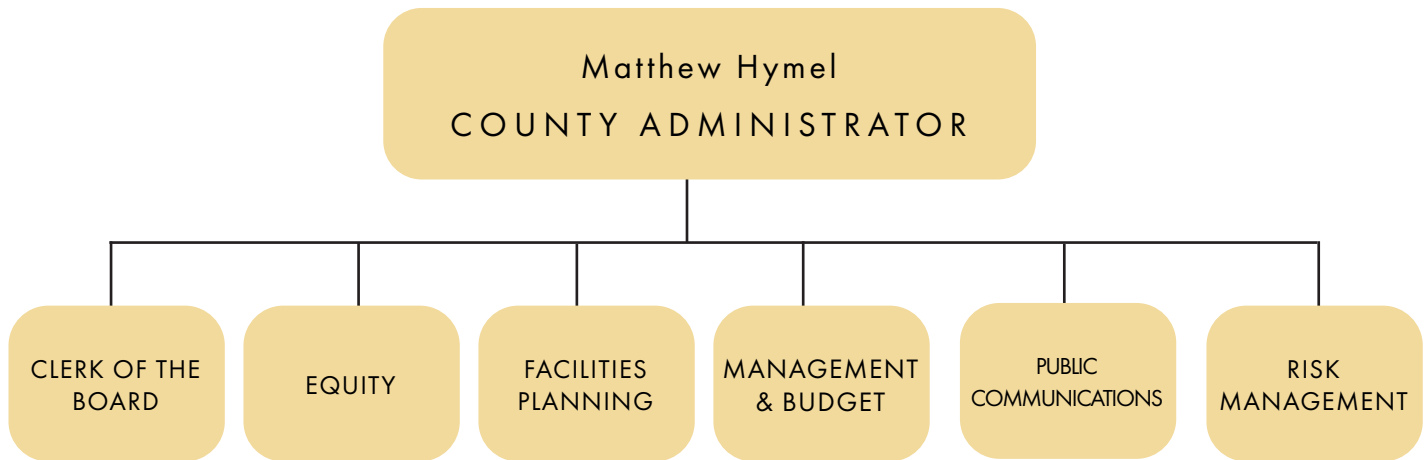 Matthew Hymel
COUNTY ADMINISTRATOR
CLERK OF THE
BOARD
EQUITY
FACILITIES
PLANNING
MANAGEMENT
& BUDGET
PUBLIC
COMMUNICATIONS
RISK
MANAGEMENT